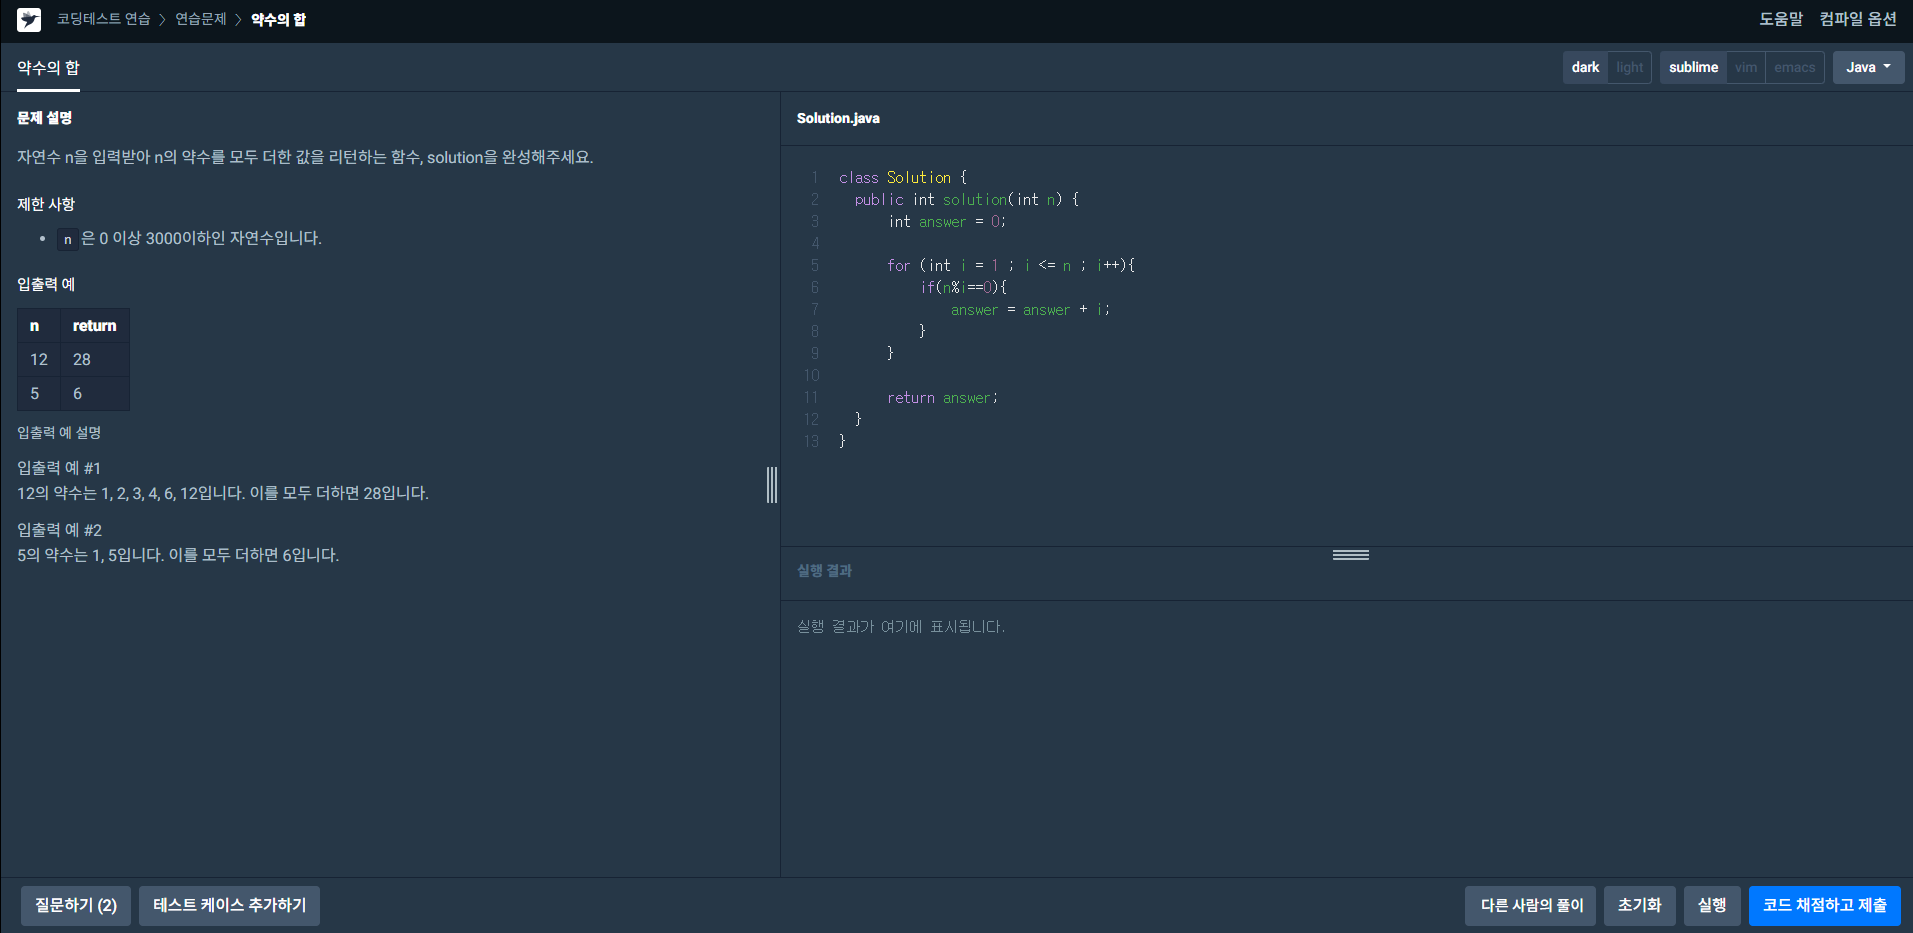 코딩테스트 연습 > 연습문제 > 약수의 합
도움말 컴파일 옵션
약수의 합
dark light sublime vim emacs Java
문제 설명
자연수 n을 입력받아 n의 약수를 모두 더한 값을 리턴하는 함수, solution을 완성해주세요.
제한 사항
• n 은 0 이상 3000이하인 자연수입니다.
입출력 예
n return
12 28
5 6
입출력 예 설명
입출력 예 #1
12의 약수는 1, 2, 3, 4, 6, 12입니다. 이를 모두 더하면 28입니다.
입출력 예 #2
5의 약수는 1, 5입니다. 이를 모두 더하면 6입니다.
Solution.java
1 class Solution {
2   public int solution(int n) {
3       int answer = 0;
4
5       for (int i = 1 ; i <= n ; i++){
6           if(n%i==0){
7               answer = answer + i;
8           }
9       }
10
11       return answer;
12   }
13 }
실행 결과
실행 결과가 여기에 표시됩니다.
질문하기 (2) 테스트 케이스 추가하기 다른 사람의 풀이 초기화 실행 코드 채점하고 제출